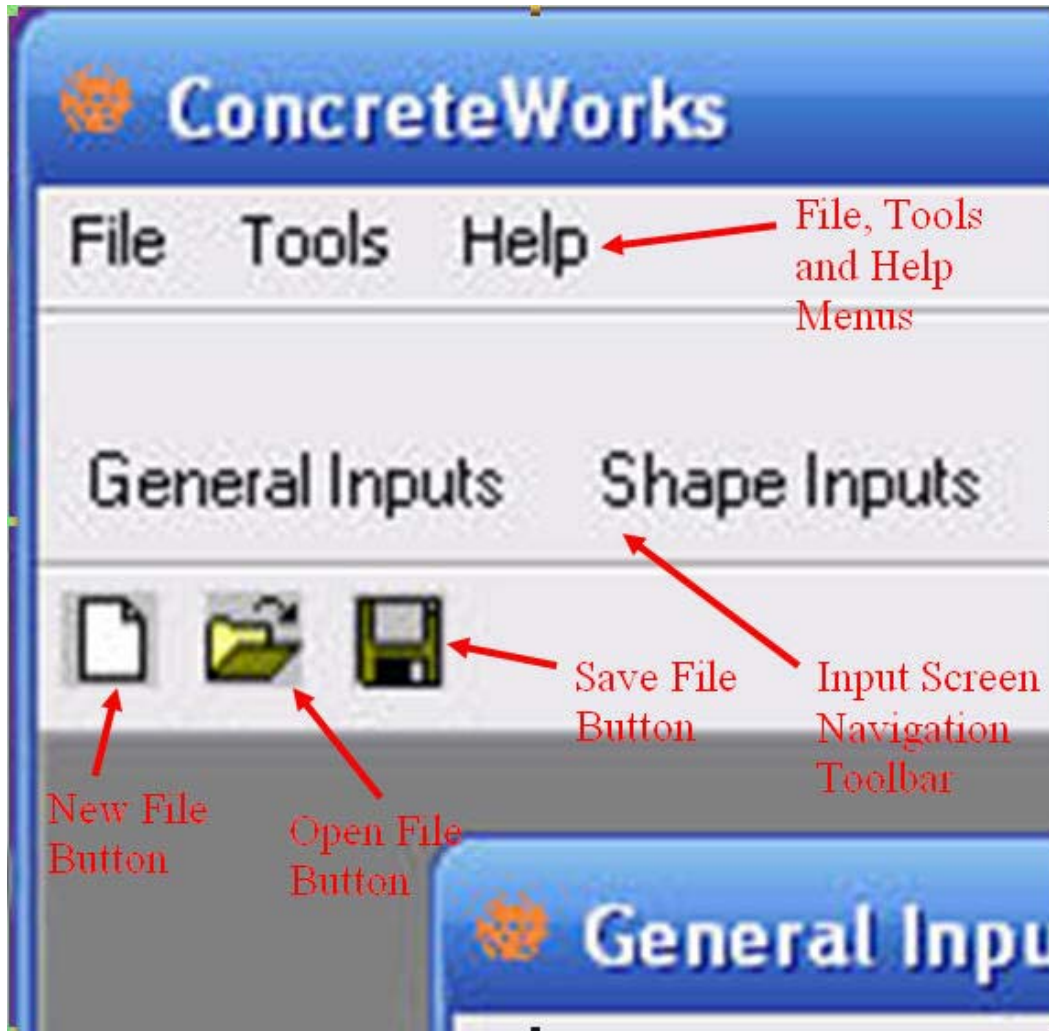 ConcreteWorks
File Tools Help
File, Tools
and Help
Menus
General Inputs Shape Inputs
Save File
Button
Input Screen
Navigation
Toolbar
New File
Button
Open File
Button
General